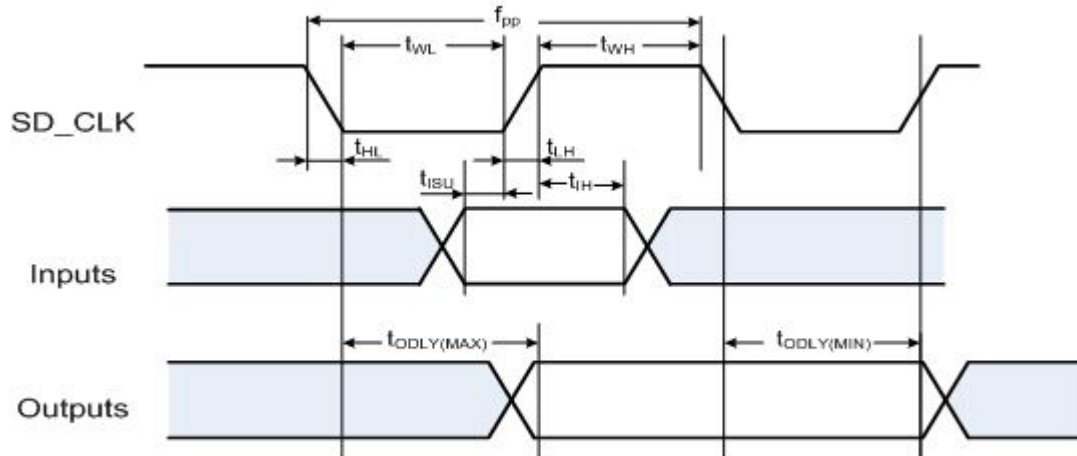 fpp
tWL
tWH
SD_CLK
tHL
tLH
tISU
tIH
Inputs
tODLY(MAX)
tODLY(MIN)
Outputs